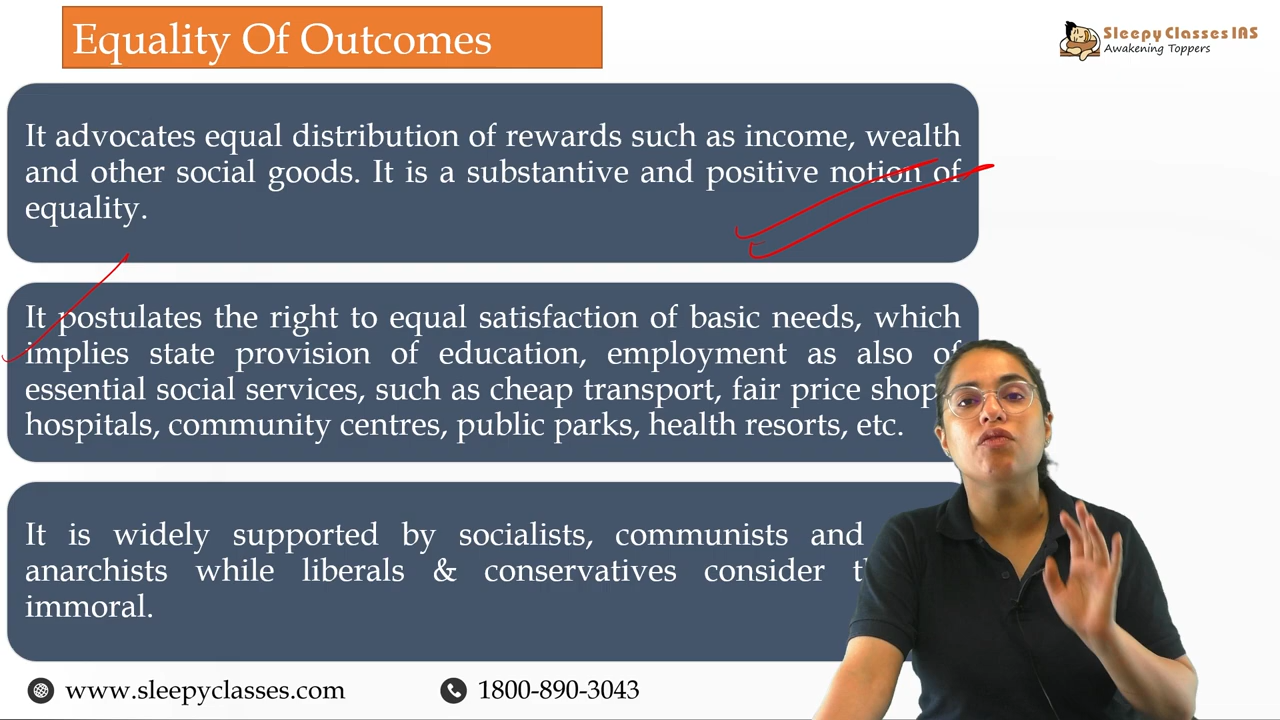 Equality Of Outcomes
Sleepy Classes IAS
Awakening Toppers
It advocates equal distribution of rewards such as income, wealth
and other social goods. It is a substantive and positive notion of
equality.
It postulates the right to equal satisfaction of basic needs, which
implies state provision of education, employment as also of
essential social services, such as cheap transport, fair price shop
hospitals, community centres, public parks, health resorts, etc.
It is widely supported by socialists, communists and
anarchists while liberals & conservatives consider
immoral.
www.sleepyclasses.com
1800-890-3043